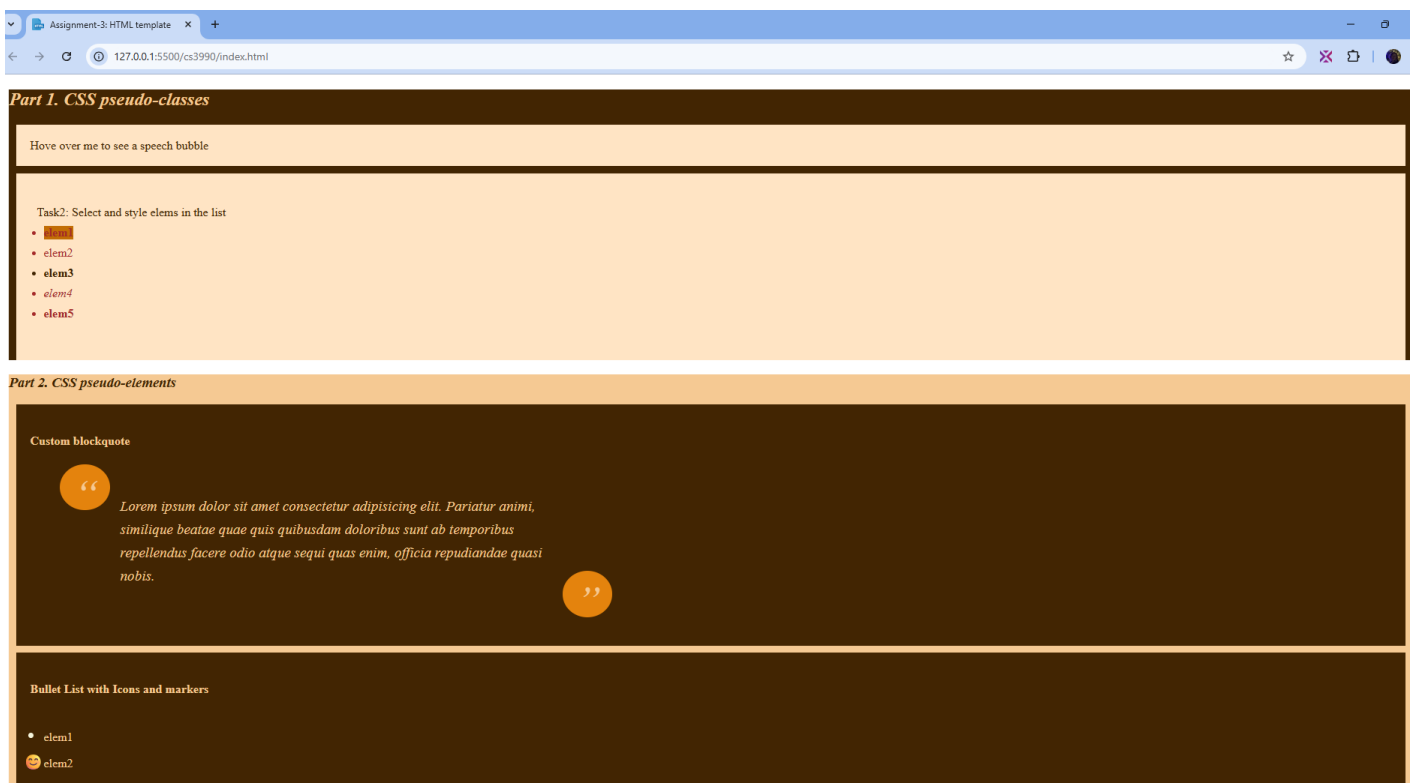 Assignment-3: HTML template
127.0.0.1:5500/cs3990/index.html
Part 1. CSS pseudo-classes
Hove over me to see a speech bubble
Task2: Select and style elems in the list
elem1
elem2
elem3
elem4
elem5
Part 2. CSS pseudo-elements
Custom blockquote
“
Lorem ipsum dolor sit amet consectetur adipisicing elit. Pariatur animi,
similique beatae quae quis quibusdam doloribus sunt ab temporibus
repellendus facere odio atque sequi quas enim, officia repudiandae quasi
nobis.
”
Bullet List with Icons and markers
elem1
elem2